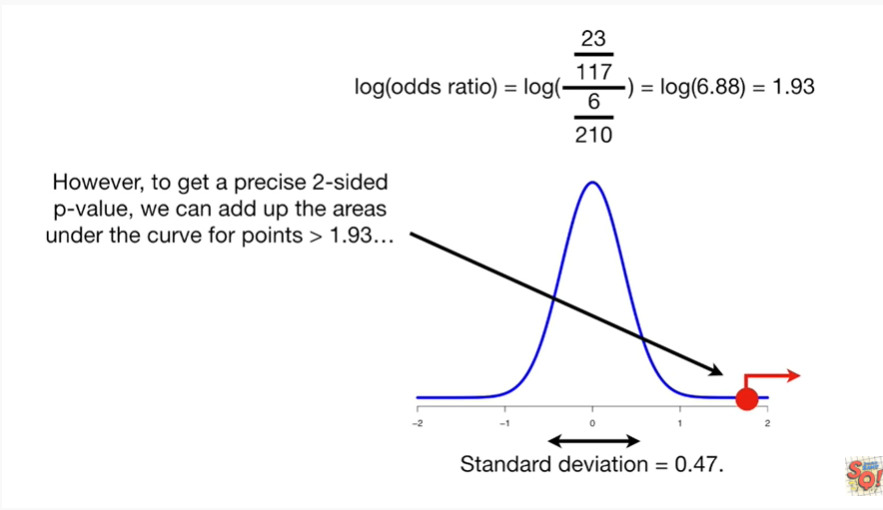 log(odds ratio) = log( 23/117 / 6/210 ) = log(6.88) = 1.93
However, to get a precise 2-sided
p-value, we can add up the areas
under the curve for points > 1.93…
-2 -1 0 1 2
Standard deviation = 0.47.
SQ!